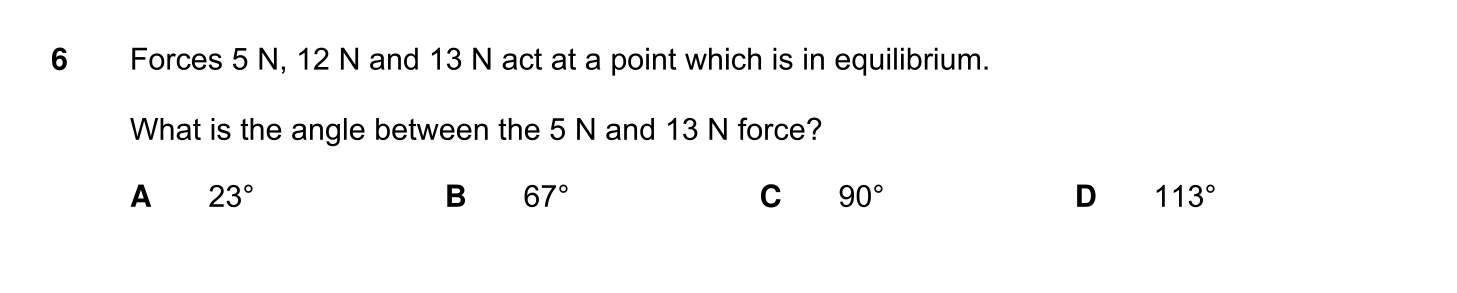 6 Forces 5 N, 12 N and 13 N act at a point which is in equilibrium.
What is the angle between the 5 N and 13 N force?
A 23° B 67° C 90° D 113°